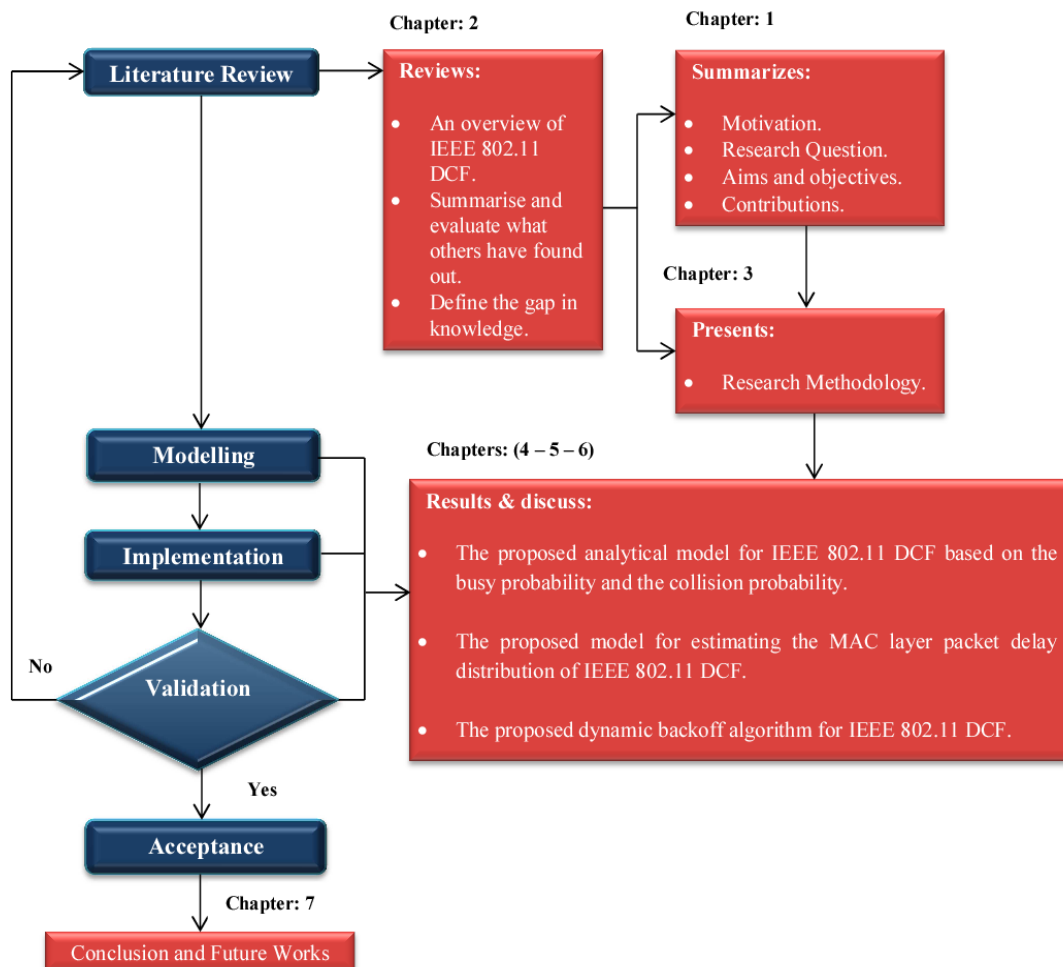 Chapter: 2
Chapter: 1
Literature Review
Reviews:
• An overview of
IEEE 802.11
DCF.
• Summarise and
evaluate what
others have found
out.
• Define the gap in
knowledge.
Summarizes:
• Motivation.
• Research Question.
• Aims and objectives.
• Contributions.
Chapter: 3
Presents:
• Research Methodology.
Modelling
Implementation
Validation
No
Yes
Acceptance
Chapters: (4 – 5 – 6)
Results & discuss:
• The proposed analytical model for IEEE 802.11 DCF based on the
busy probability and the collision probability.
• The proposed model for estimating the MAC layer packet delay
distribution of IEEE 802.11 DCF.
• The proposed dynamic backoff algorithm for IEEE 802.11 DCF.
Chapter: 7
Conclusion and Future Works